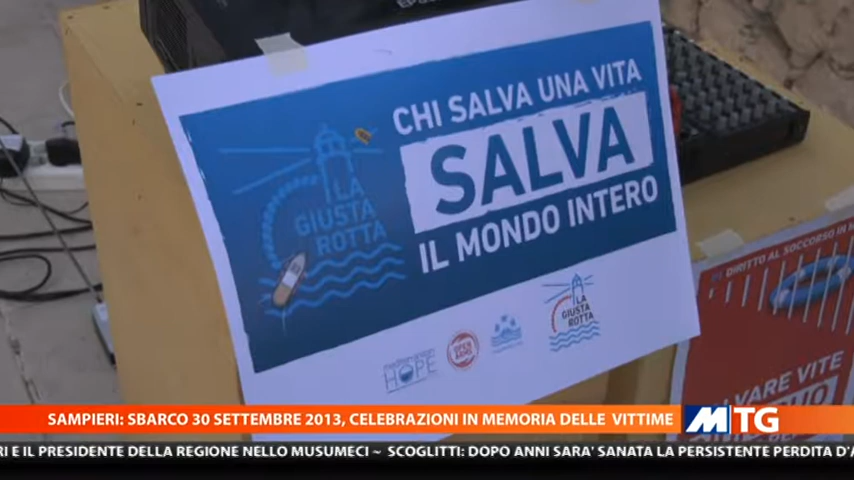 CHI SALVA UNA VITA
SALVA
IL MONDO INTERO
LA
GIUSTA
ROTTA
HOPE
OPEN
ARMS
LA
GIUSTA
ROTTA
DIRITTO AL SOCCORSO IN
VITE
SAMPIERI: SBARCO 30 SETTEMBRE 2013, CELEBRAZIONI IN MEMORIA DELLE VITTIME
MTG
RI E IL PRESIDENTE DELLA REGIONE NELLO MUSUMECI ~ SCOGLITTI: DOPO ANNI SARA' SANATA LA PERSISTENTE PERDITA D'A